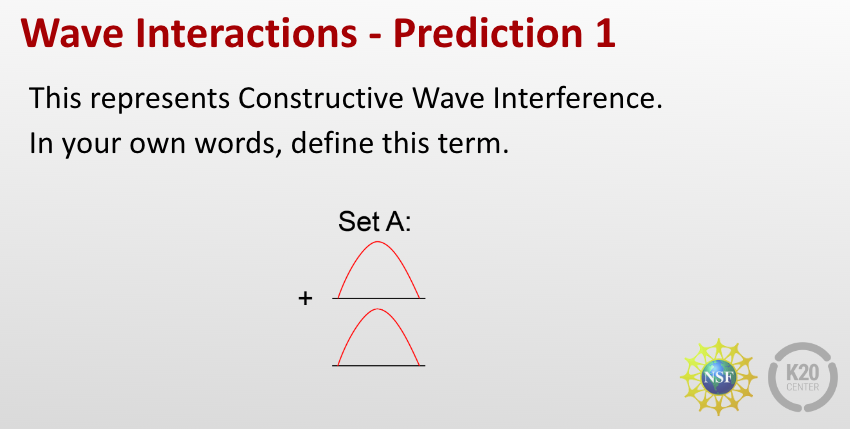 Wave Interactions - Prediction 1
This represents Constructive Wave Interference.
In your own words, define this term.
Set A:
+
NSF
K20
CENTER